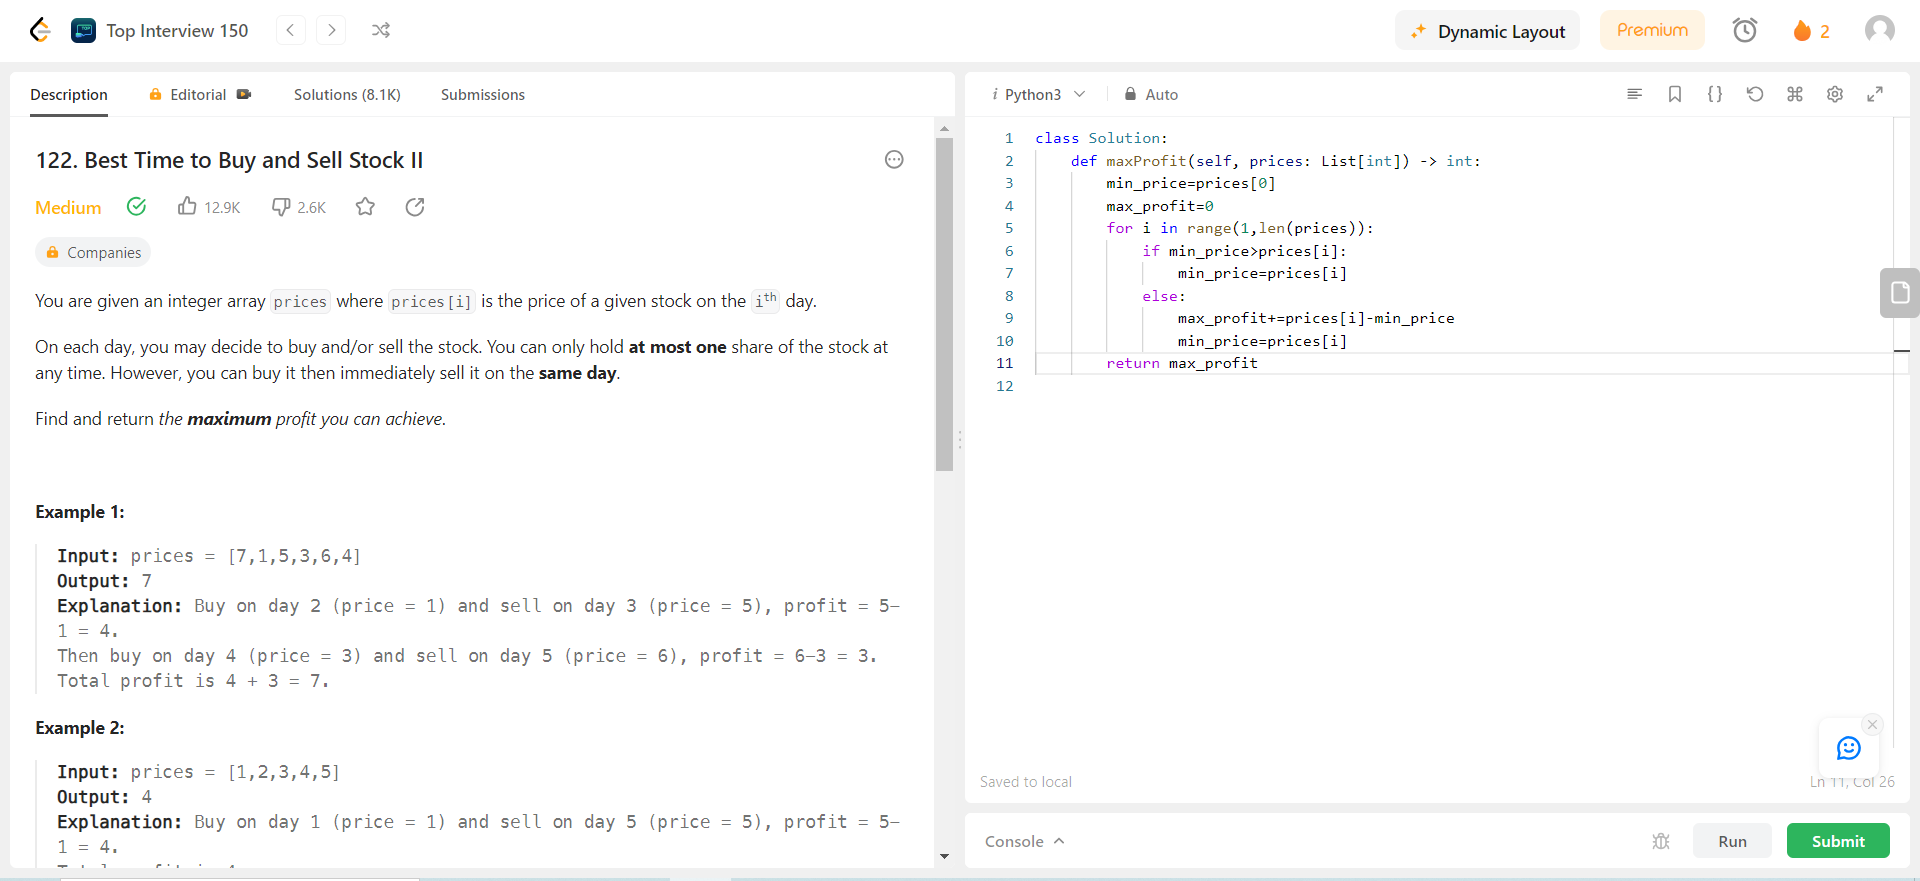 Top Interview 150
Dynamic Layout
Premium
2
Description
Editorial
Solutions (8.1K)
Submissions
122. Best Time to Buy and Sell Stock II
Medium
12.9K
2.6K
Companies
You are given an integer array prices where prices[i] is the price of a given stock on the ith day.
On each day, you may decide to buy and/or sell the stock. You can only hold at most one share of the stock at
any time. However, you can buy it then immediately sell it on the same day.
Find and return the maximum profit you can achieve.
Example 1:
Input: prices = [7,1,5,3,6,4]
Output: 7
Explanation: Buy on day 2 (price = 1) and sell on day 3 (price = 5), profit = 5-
1 = 4.
Then buy on day 4 (price = 3) and sell on day 5 (price = 6), profit = 6-3 = 3.
Total profit is 4 + 3 = 7.
Example 2:
Input: prices = [1,2,3,4,5]
Output: 4
Explanation: Buy on day 1 (price = 1) and sell on day 5 (price = 5), profit = 5-
1 = 4.
i Python3
Auto
1 class Solution:
2 def maxProfit(self, prices: List[int]) -> int:
3 min_price=prices[0]
4 max_profit=0
5 for i in range(1,len(prices)):
6 if min_price>prices[i]:
7 min_price=prices[i]
8 else:
9 max_profit+=prices[i]-min_price
10 min_price=prices[i]
11 return max_profit
12
Saved to local
Ln 11, Col 26
Console
Run
Submit